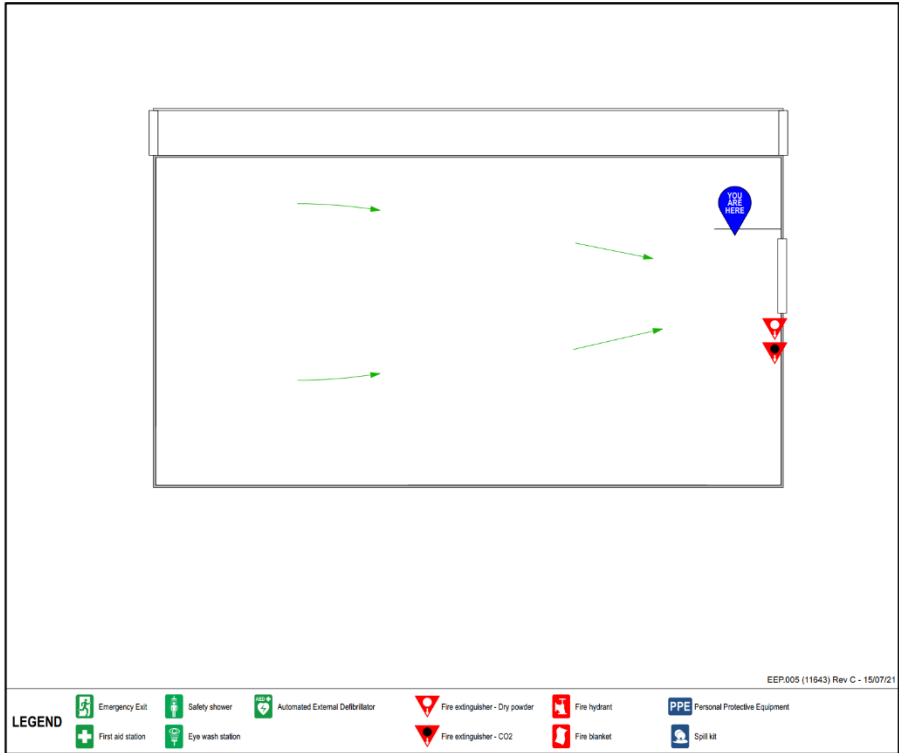 YOU
ARE
HERE
EEP.005 (11643) Rev C - 15/07/21
LEGEND
Emergency Exit
Safety shower
AED
Automated External Defibrillator
Fire extinguisher - Dry powder
Fire hydrant
PPE
Personal Protective Equipment
First aid station
Eye wash station
Fire extinguisher - CO2
Fire blanket
Spill kit